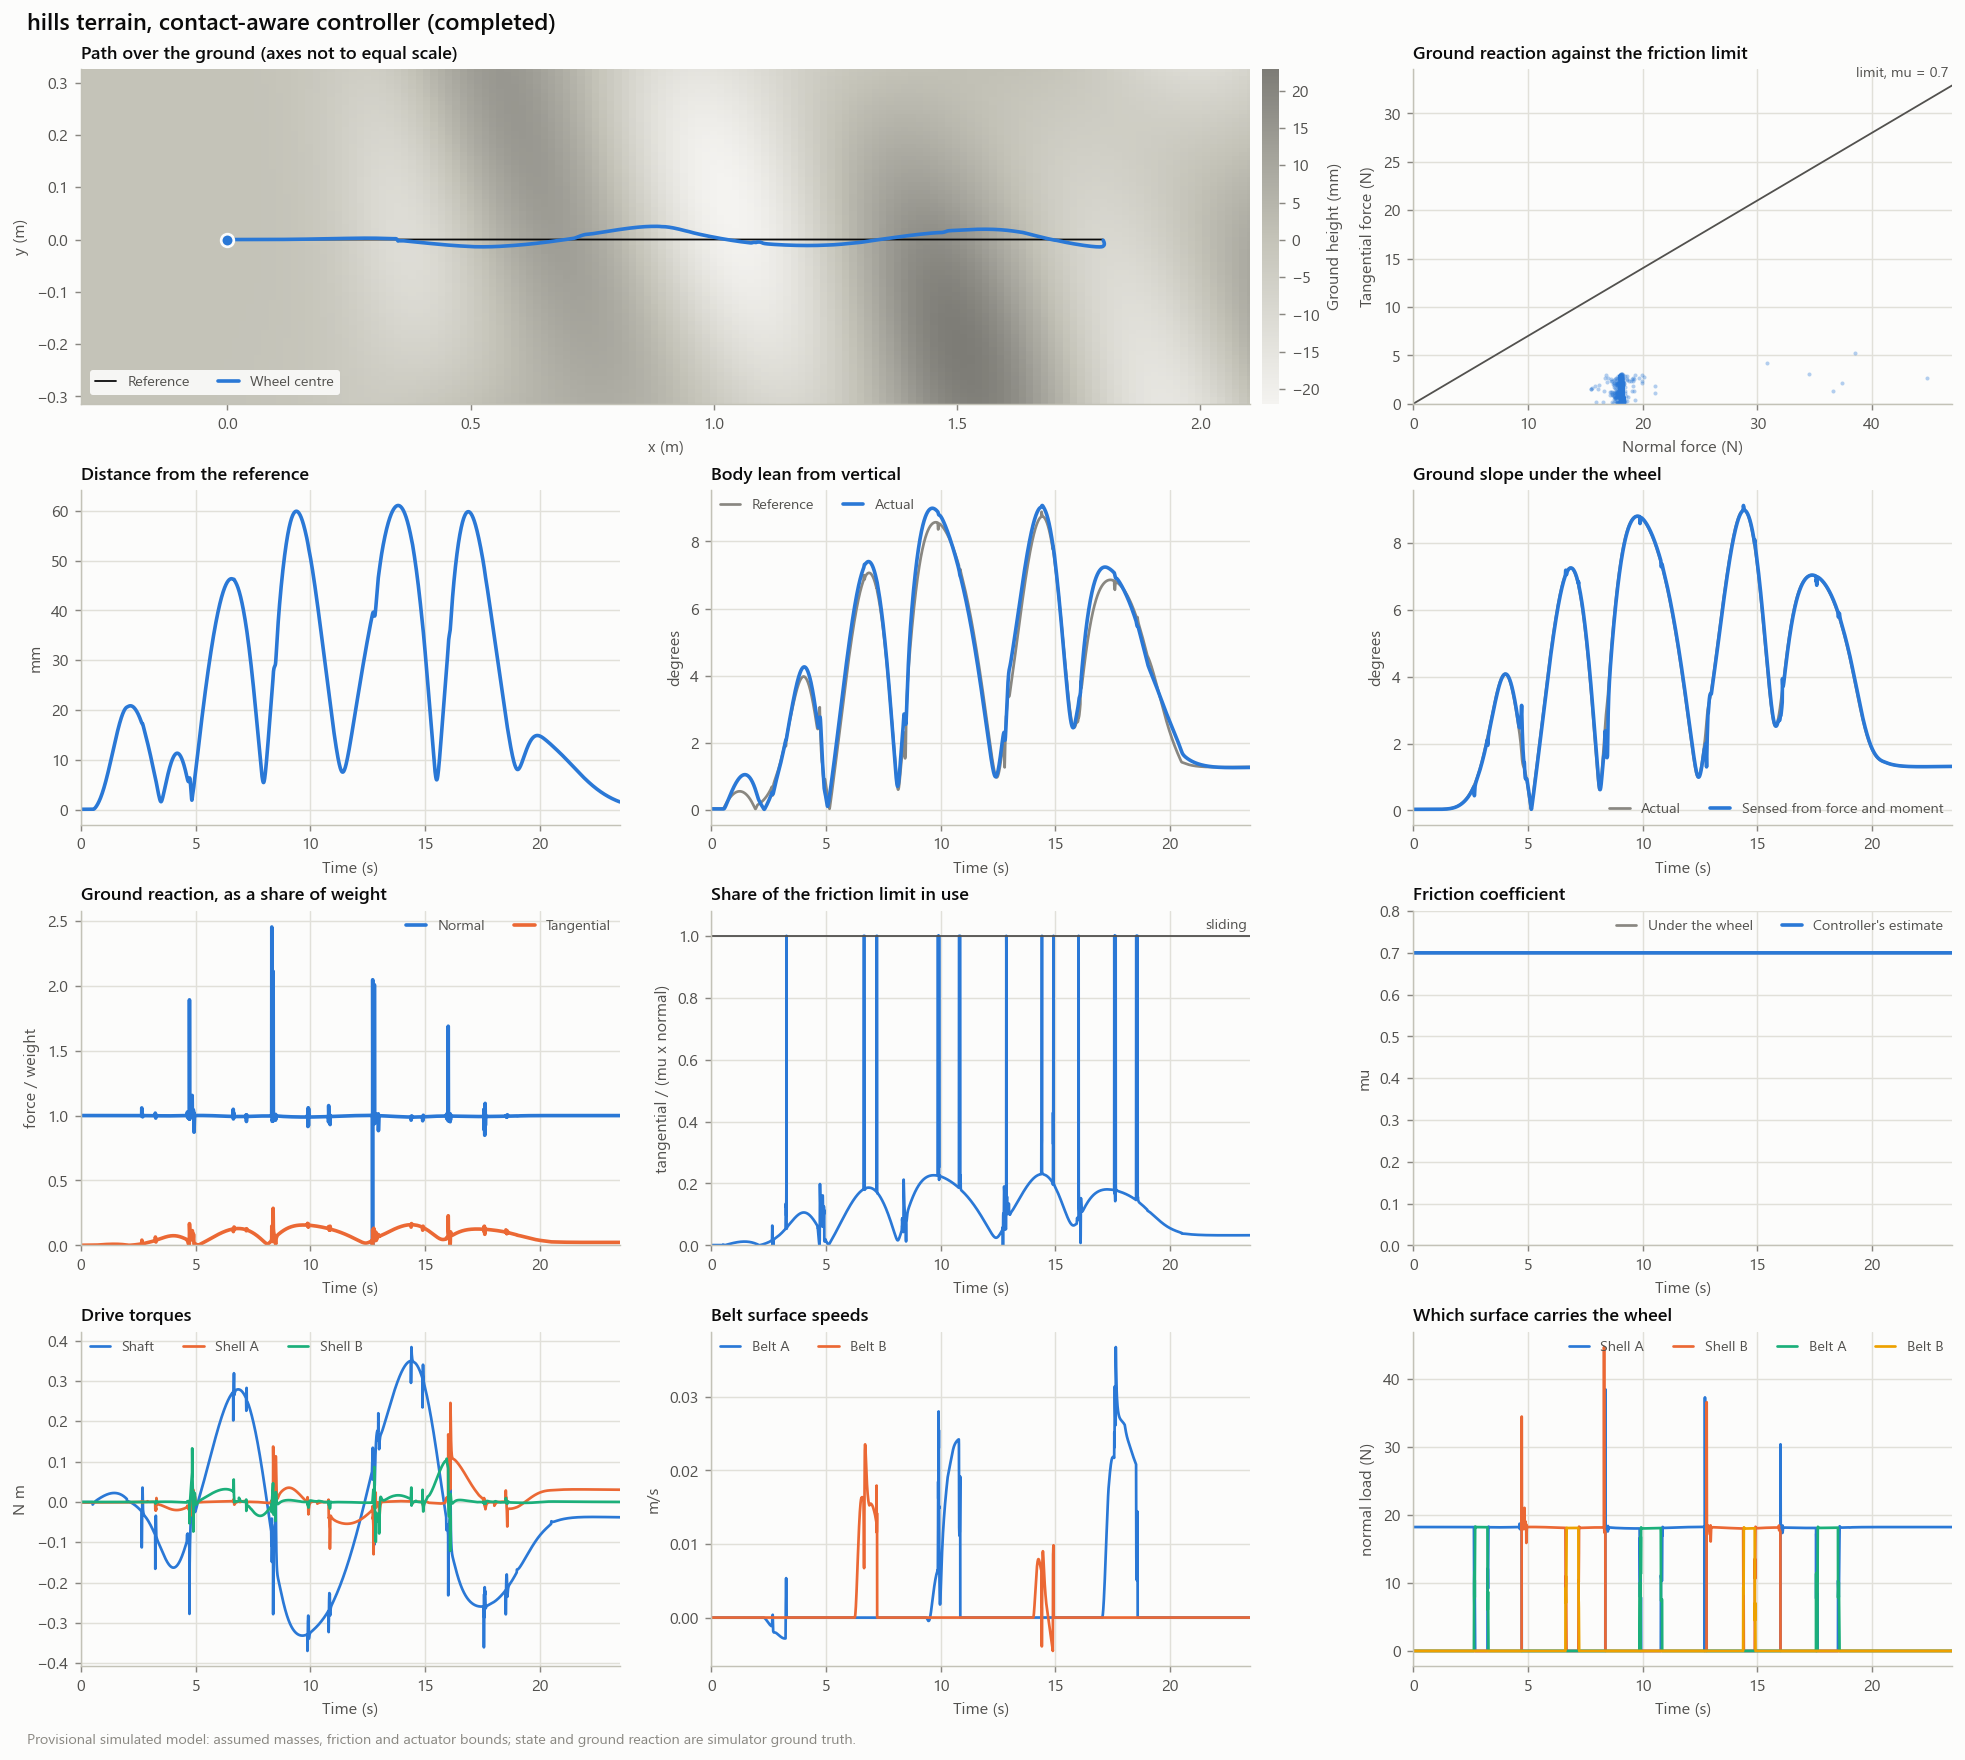 hills terrain, contact-aware controller (completed)
Path over the ground (axes not to equal scale)
0.3
0.2
0.1
0.0
−0.1
−0.2
−0.3
y (m)
Reference
Wheel centre
0.0
0.5
1.0
1.5
2.0
x (m)
20
15
10
5
0
−5
−10
−15
−20
Ground height (mm)
Ground reaction against the friction limit
limit, mu = 0.7
30
25
20
15
10
5
0
Tangential force (N)
0
10
20
30
40
Normal force (N)
Distance from the reference
60
50
40
30
20
10
0
mm
0
5
10
15
20
Time (s)
Body lean from vertical
Reference
Actual
8
6
4
2
0
degrees
0
5
10
15
20
Time (s)
Ground slope under the wheel
8
6
4
2
0
degrees
Actual
Sensed from force and moment
0
5
10
15
20
Time (s)
Ground reaction, as a share of weight
Normal
Tangential
2.5
2.0
1.5
1.0
0.5
0.0
force / weight
0
5
10
15
20
Time (s)
Share of the friction limit in use
sliding
1.0
0.8
0.6
0.4
0.2
0.0
tangential / (mu x normal)
0
5
10
15
20
Time (s)
Friction coefficient
Under the wheel
Controller's estimate
0.8
0.7
0.6
0.5
0.4
0.3
0.2
0.1
0.0
mu
0
5
10
15
20
Time (s)
Drive torques
Shaft
Shell A
Shell B
0.4
0.3
0.2
0.1
0.0
−0.1
−0.2
−0.3
−0.4
N m
0
5
10
15
20
Time (s)
Belt surface speeds
Belt A
Belt B
0.03
0.02
0.01
0.00
m/s
0
5
10
15
20
Time (s)
Which surface carries the wheel
Shell A
Shell B
Belt A
Belt B
40
30
20
10
0
normal load (N)
0
5
10
15
20
Time (s)
Provisional simulated model: assumed masses, friction and actuator bounds; state and ground reaction are simulator ground truth.